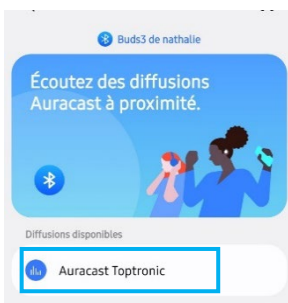 Buds3 de nathalie
Écoutez des diffusions
Auracast à proximité.
Diffusions disponibles
Auracast Toptronic